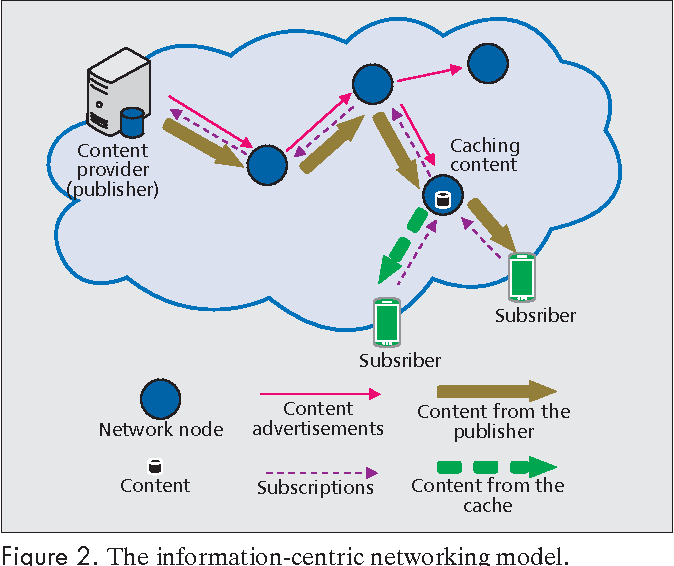 Content
provider
(publisher)
Caching
content
Subsriber
Subsriber
Network node
Content
advertisements
Content from the
publisher
Content
Subscriptions
Content from the
cache
Figure 2. The information-centric networking model.